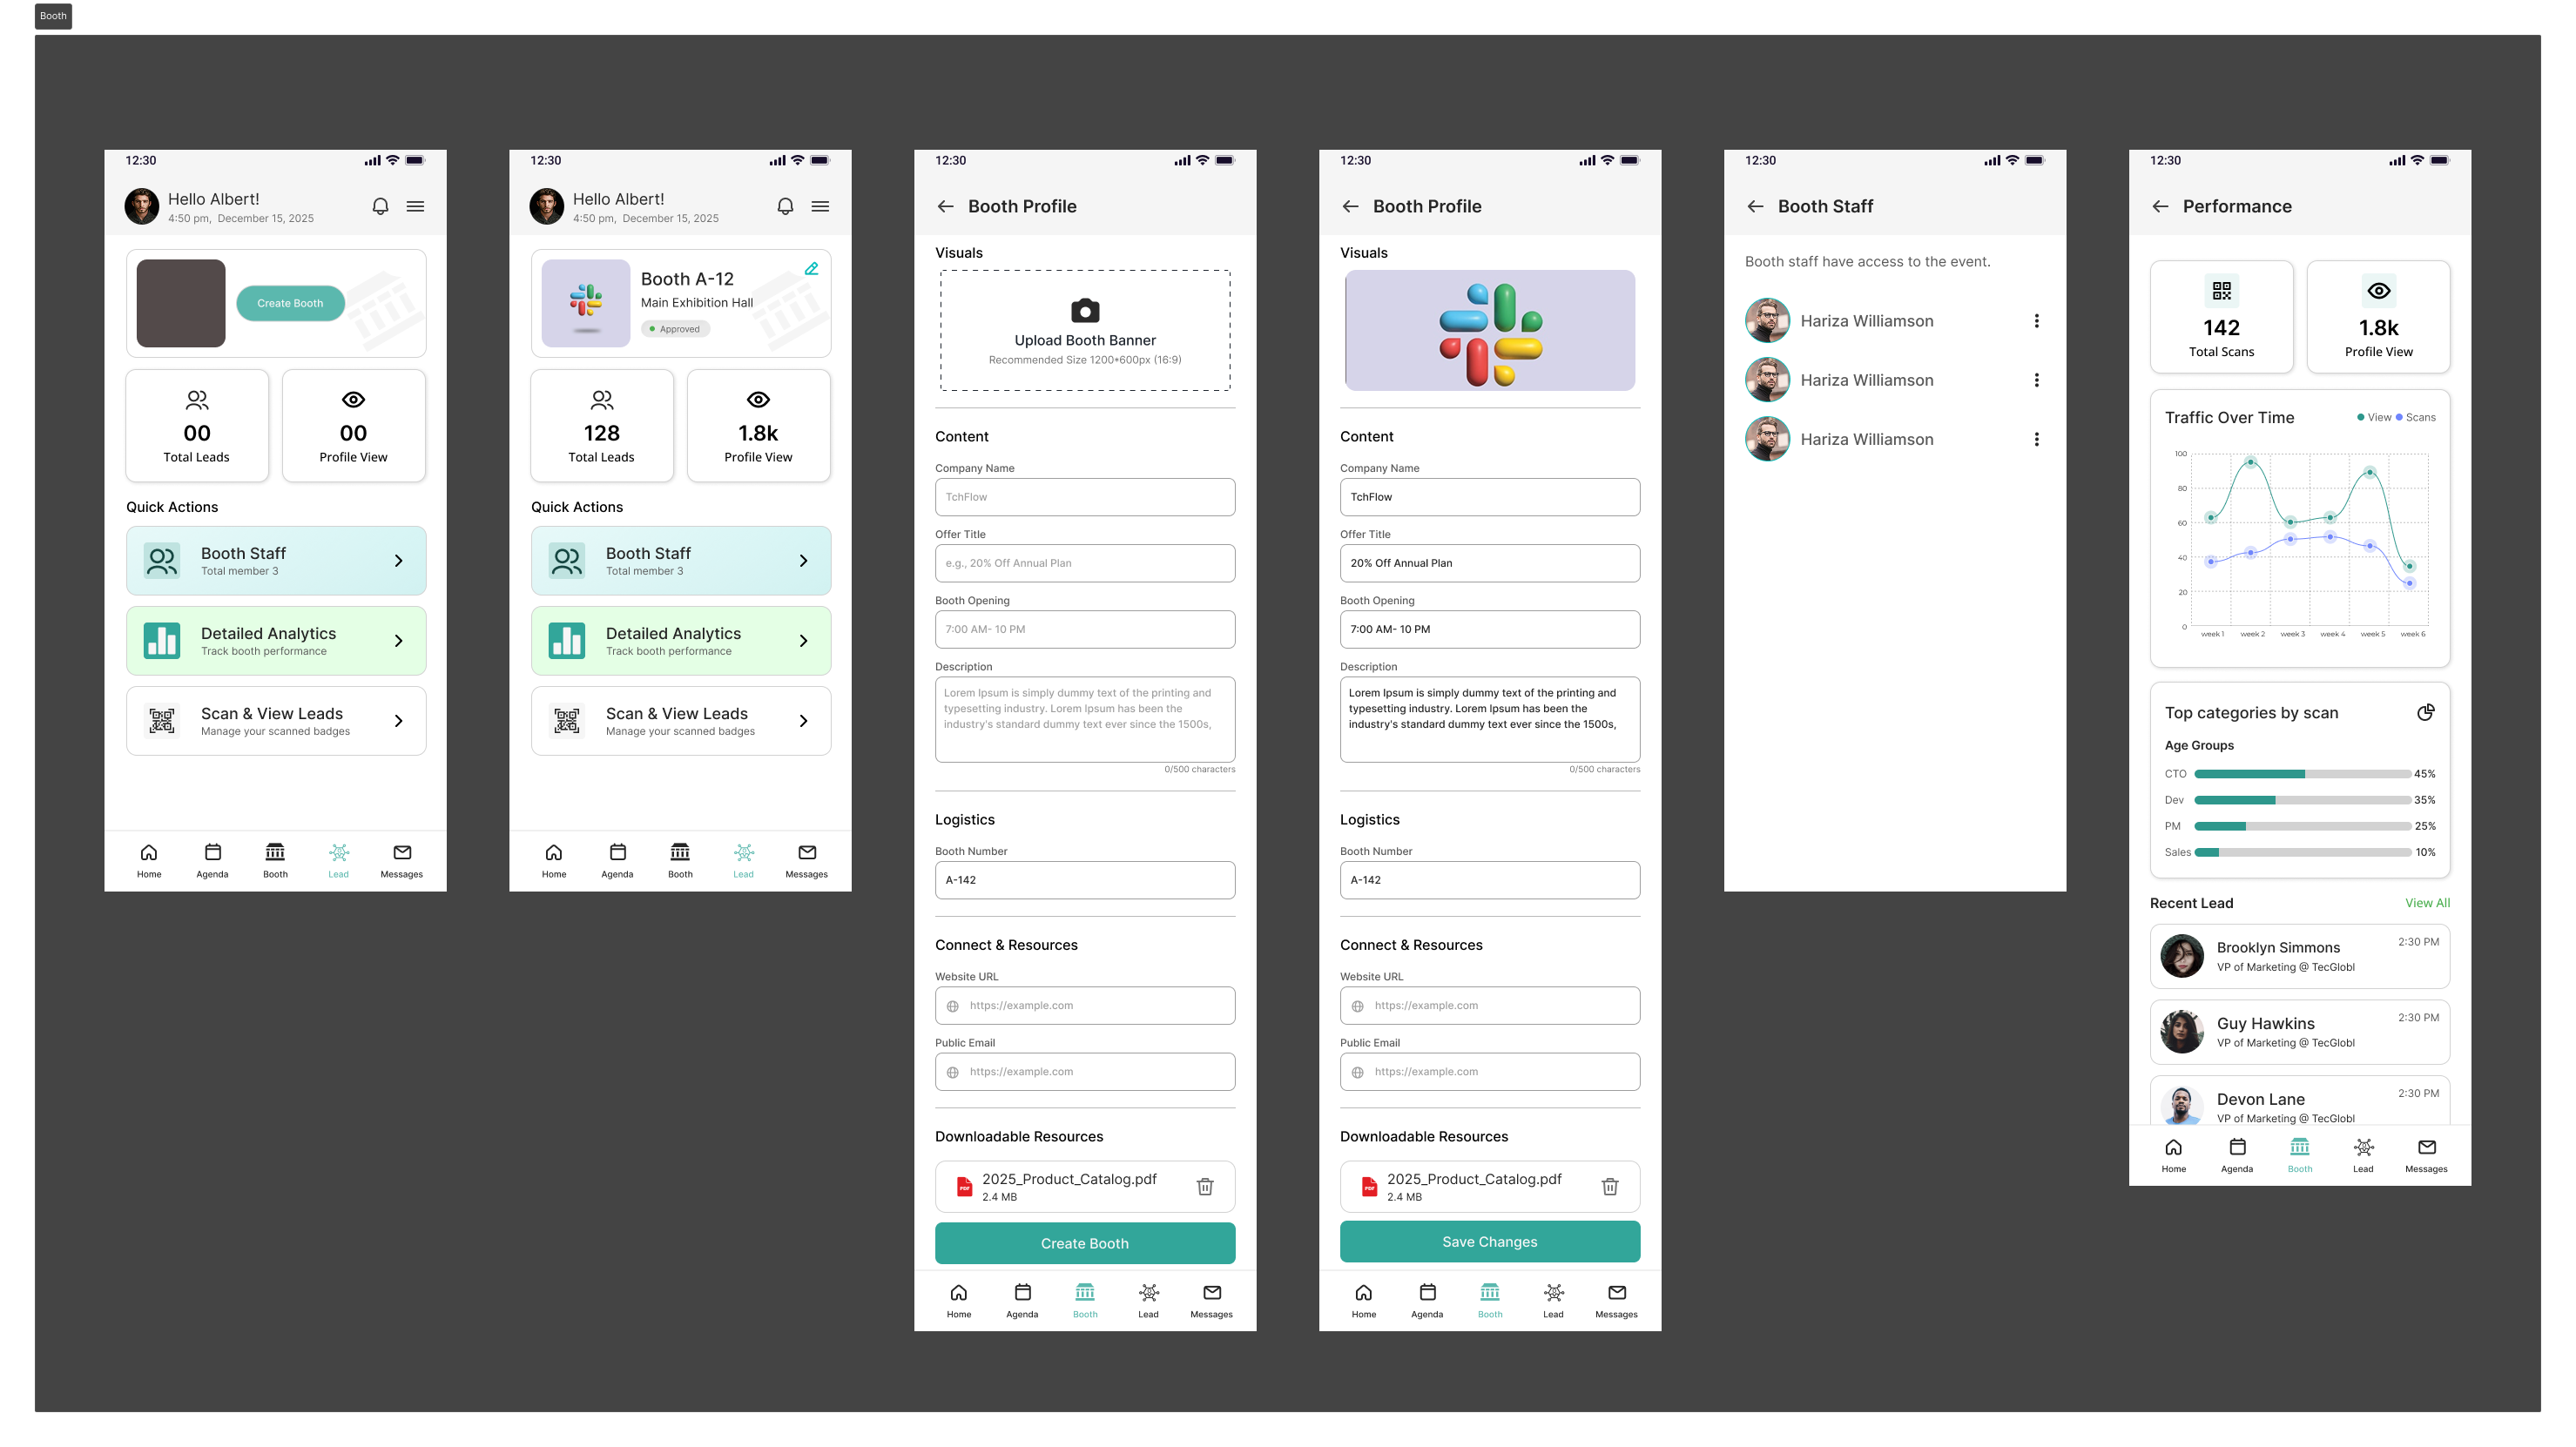 Booth
12:30
Hello Albert!
4:50 pm, December 15, 2025
Create Booth
00
Total Leads
00
Profile View
Quick Actions
Booth Staff
Total member 3
Detailed Analytics
Track booth performance
Scan & View Leads
Manage your scanned badges
Home
Agenda
Booth
Lead
Messages
12:30
Hello Albert!
4:50 pm, December 15, 2025
Booth A-12
Main Exhibition Hall
Approved
128
Total Leads
1.8k
Profile View
Quick Actions
Booth Staff
Total member 3
Detailed Analytics
Track booth performance
Scan & View Leads
Manage your scanned badges
Home
Agenda
Booth
Lead
Messages
12:30
Booth Profile
Visuals
Upload Booth Banner
Recommended Size 1200*600px (16:9)
Content
Company Name
TchFlow
Offer Title
e.g., 20% Off Annual Plan
Booth Opening
7:00 AM- 10 PM
Description
Lorem Ipsum is simply dummy text of the printing and
typesetting industry. Lorem Ipsum has been the
industry's standard dummy text ever since the 1500s,
0/500 characters
Logistics
Booth Number
A-142
Connect & Resources
Website URL
https://example.com
Public Email
https://example.com
Downloadable Resources
PDF
2025_Product_Catalog.pdf
2.4 MB
Create Booth
Home
Agenda
Booth
Lead
Messages
12:30
Booth Profile
Visuals
Content
Company Name
TchFlow
Offer Title
20% Off Annual Plan
Booth Opening
7:00 AM- 10 PM
Description
Lorem Ipsum is simply dummy text of the printing and
typesetting industry. Lorem Ipsum has been the
industry's standard dummy text ever since the 1500s,
0/500 characters
Logistics
Booth Number
A-142
Connect & Resources
Website URL
https://example.com
Public Email
https://example.com
Downloadable Resources
PDF
2025_Product_Catalog.pdf
2.4 MB
Save Changes
Home
Agenda
Booth
Lead
Messages
12:30
Booth Staff
Booth staff have access to the event.
Hariza Williamson
Hariza Williamson
Hariza Williamson
12:30
Performance
142
Total Scans
1.8k
Profile View
Traffic Over Time
View
Scans
100
80
60
40
20
0
week 1
week 2
week 3
week 4
week 5
week 6
Top categories by scan
Age Groups
CTO
45%
Dev
35%
PM
25%
Sales
10%
Recent Lead
View All
Brooklyn Simmons
2:30 PM
VP of Marketing @ TecGlobl
Guy Hawkins
2:30 PM
VP of Marketing @ TecGlobl
Devon Lane
2:30 PM
VP of Marketing @ TecGlobl
Home
Agenda
Booth
Lead
Messages